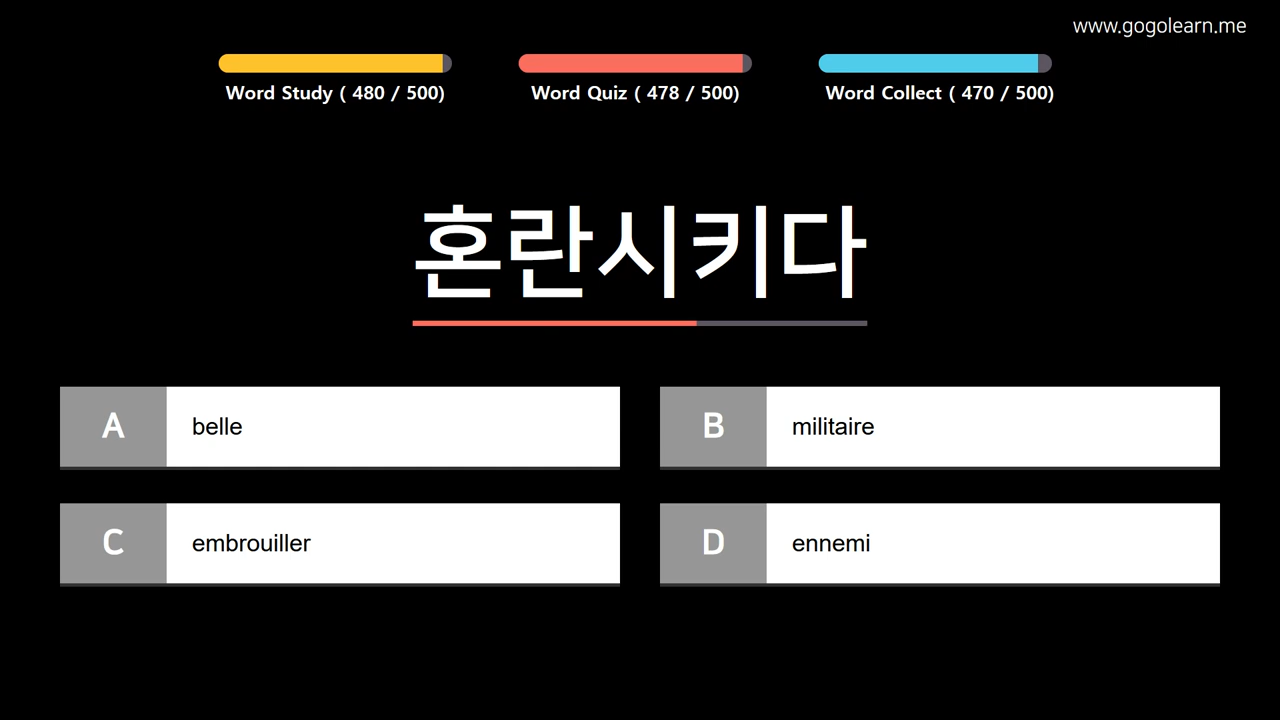 www.gogolearn.me
Word Study ( 480 / 500)
Word Quiz ( 478 / 500)
Word Collect ( 470 / 500)
혼란시키다
A belle
B militaire
C embrouiller
D ennemi